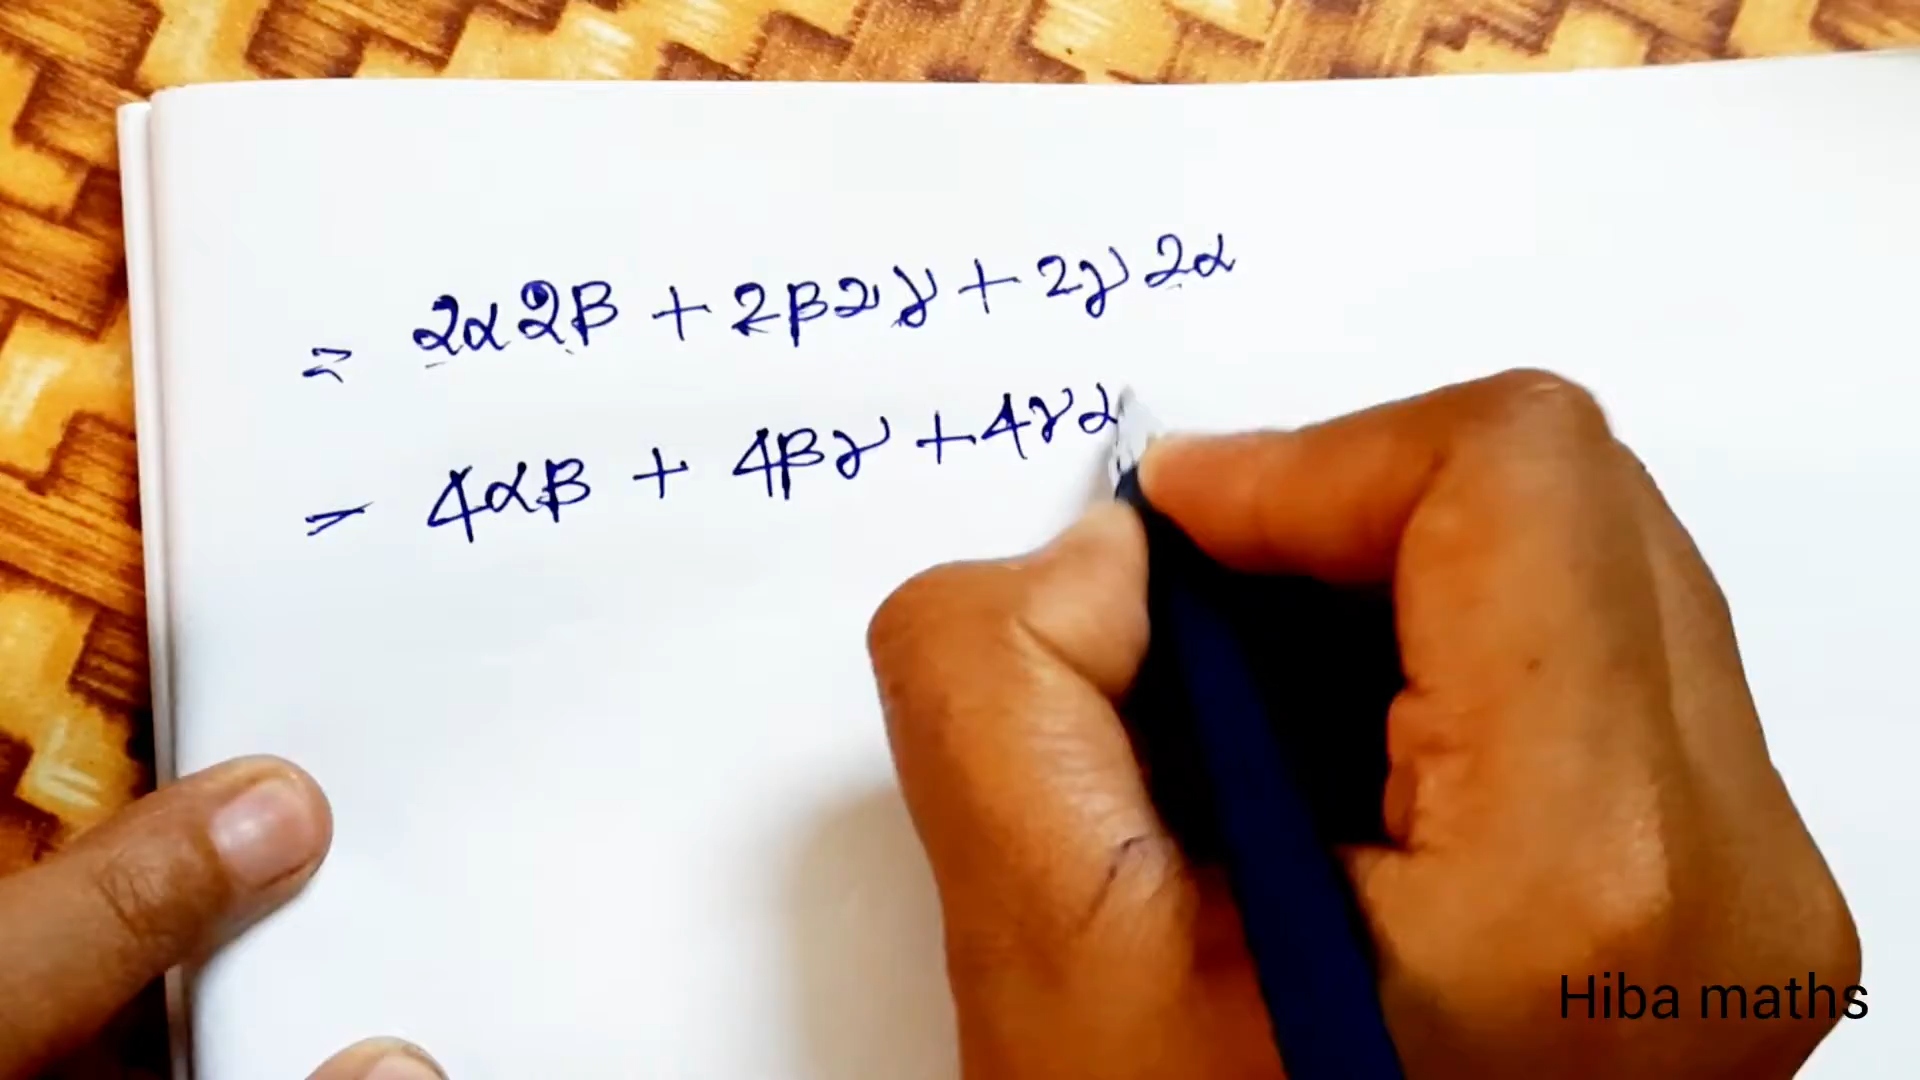 = 2α2β + 2β2γ + 2γ2α
= 4αβ + 4βγ + 4γα
Hiba maths